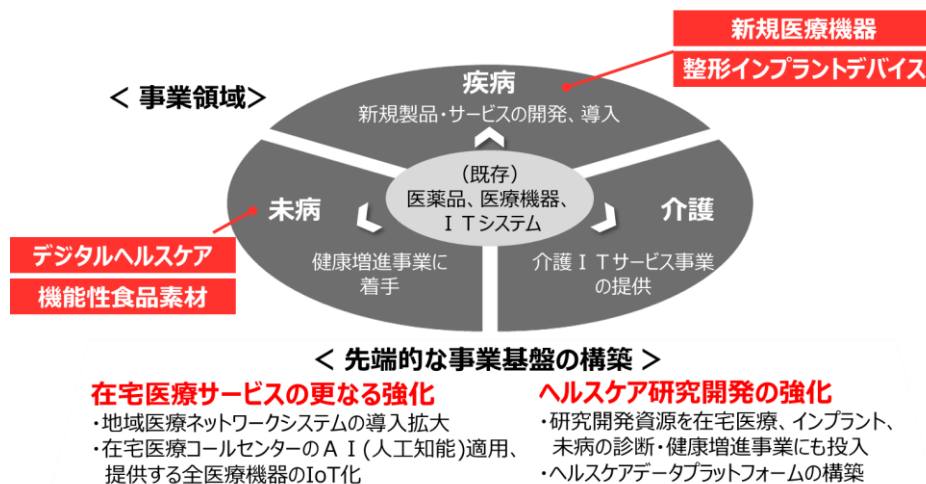 新規医療機器
整形インプラントデバイス
＜ 事業領域＞
疾病
新規製品・サービスの開発、導入
（既存）
医薬品、医療機器、
ＩＴシステム
未病
健康増進事業に
着手
介護
介護ＩＴサービス事業
の提供
デジタルヘルスケア
機能性食品素材
＜ 先端的な事業基盤の構築 ＞
在宅医療サービスの更なる強化
・地域医療ネットワークシステムの導入拡大
・在宅医療コールセンターのＡＩ(人工知能)適用、
提供する全医療機器のIoT化
ヘルスケア研究開発の強化
・研究開発資源を在宅医療、インプラント、
未病の診断・健康増進事業にも投入
・ヘルスケアデータプラットフォームの構築